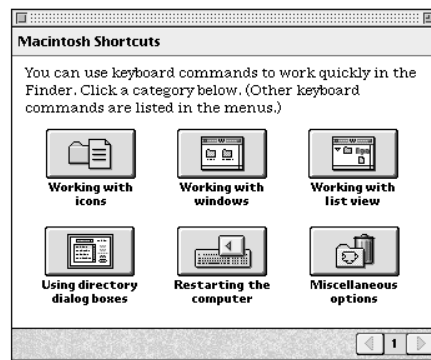 Macintosh Shortcuts
You can use keyboard commands to work quickly in the
Finder. Click a category below. (Other keyboard
commands are listed in the menus.)
Working with
icons
Working with
windows
Working with
list view
Using directory
dialog boxes
Restarting the
computer
Miscellaneous
options
1